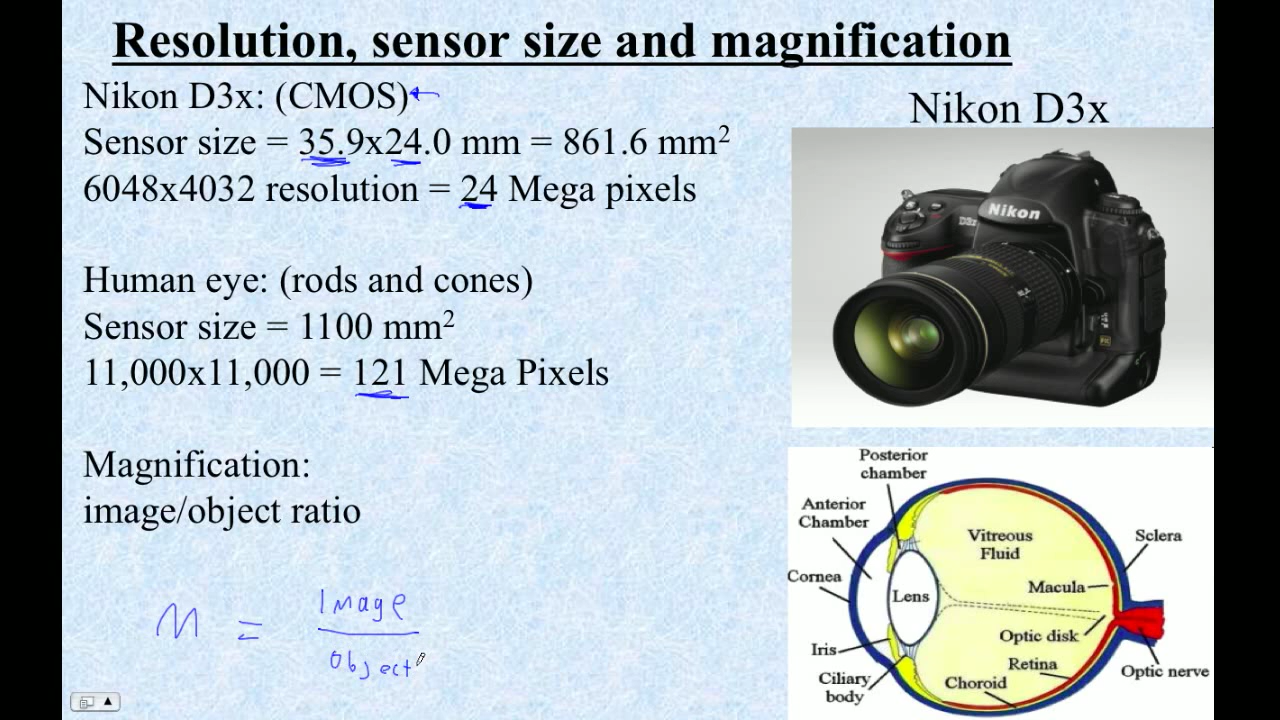 Resolution, sensor size and magnification
Nikon D3x: (CMOS)
Sensor size = 35.9x24.0 mm = 861.6 mm²
6048x4032 resolution = 24 Mega pixels
Human eye: (rods and cones)
Sensor size = 1100 mm²
11,000x11,000 = 121 Mega Pixels
Magnification:
image/object ratio
M = Image
object
Nikon D3x
Nikon
D3x
Posterior
chamber
Anterior
Chamber
Cornea
Lens
Iris
Ciliary
body
Vitreous
Fluid
Sclera
Macula
Optic disk
Retina
Choroid
Optic nerve